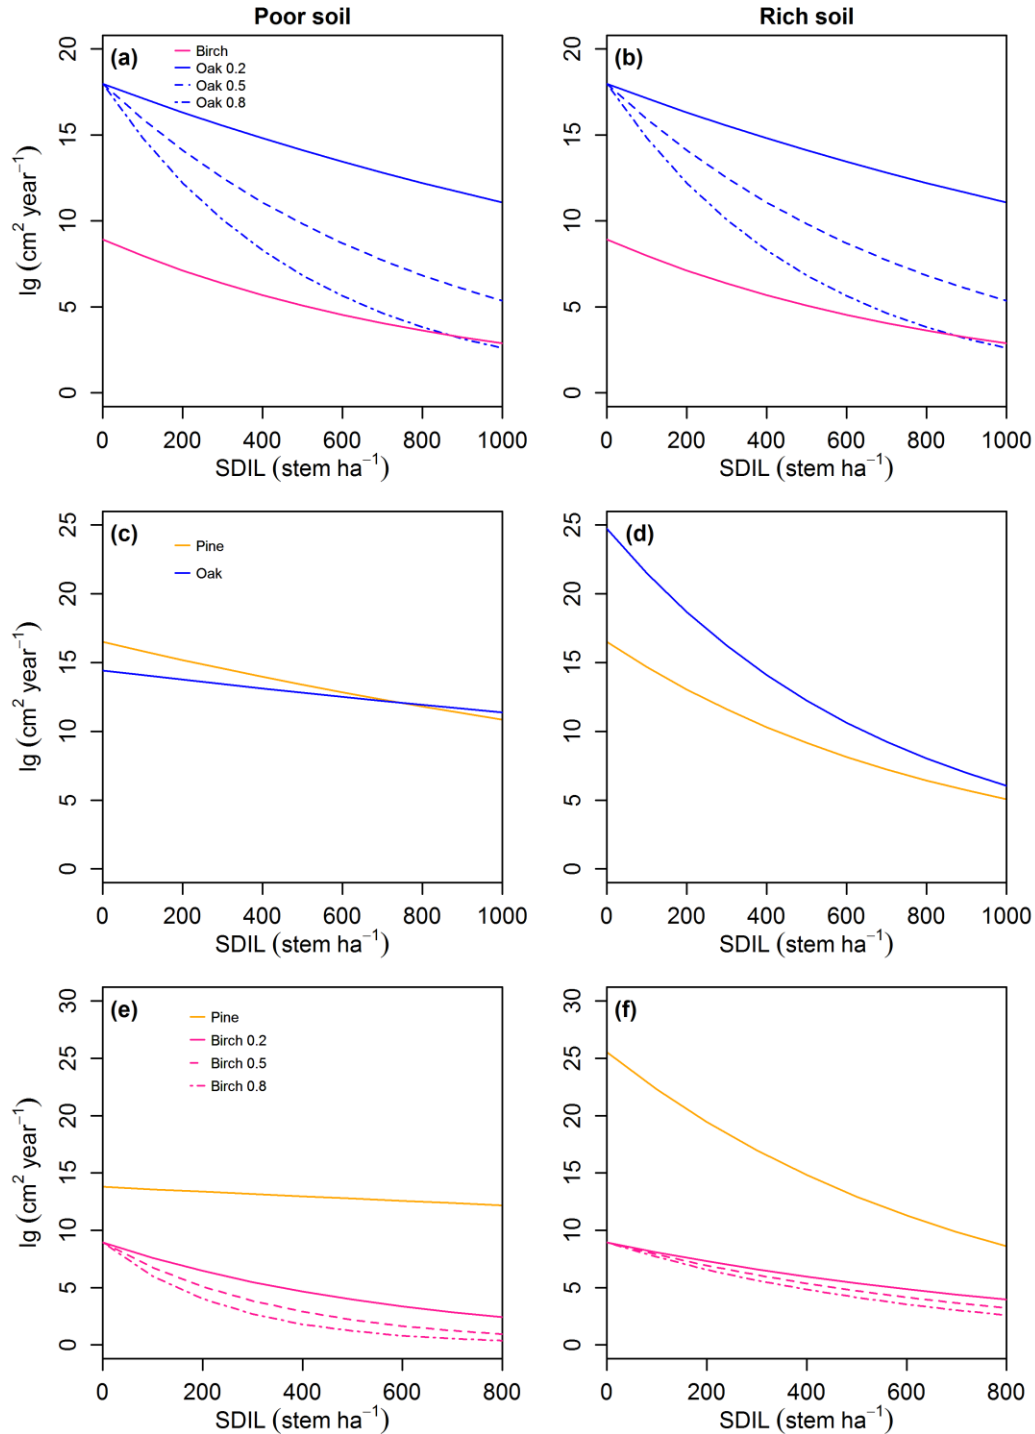 Poor soil
Rich soil
(a)
Birch
Oak 0.2
Oak 0.5
Oak 0.8
lg (cm² year⁻¹)
20
15
10
5
0
0 200 400 600 800 1000
SDIL (stem ha⁻¹)
(b)
20
15
10
5
0
0 200 400 600 800 1000
SDIL (stem ha⁻¹)
(c)
Pine
Oak
lg (cm² year⁻¹)
25
20
15
10
5
0
0 200 400 600 800 1000
SDIL (stem ha⁻¹)
(d)
25
20
15
10
5
0
0 200 400 600 800 1000
SDIL (stem ha⁻¹)
(e)
Pine
Birch 0.2
Birch 0.5
Birch 0.8
lg (cm² year⁻¹)
30
25
20
15
10
5
0
0 200 400 600 800
SDIL (stem ha⁻¹)
(f)
30
25
20
15
10
5
0
0 200 400 600 800
SDIL (stem ha⁻¹)